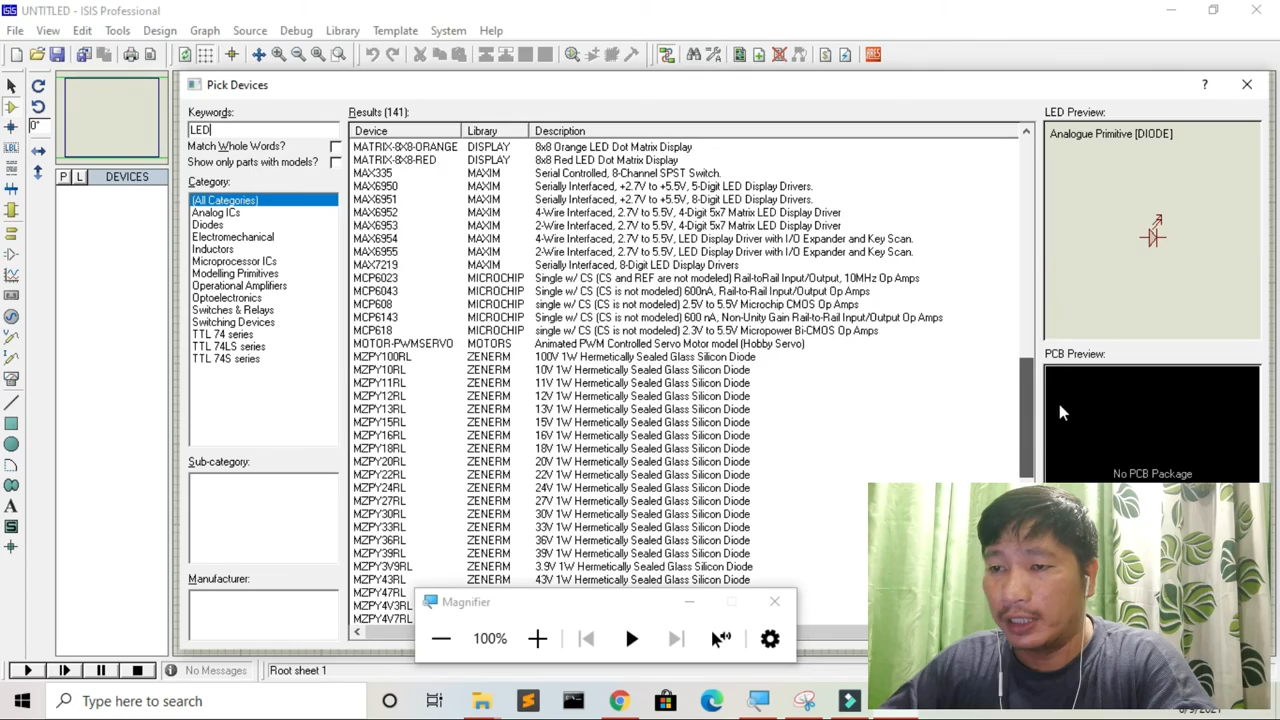 UNTITLED - ISIS Professional
File View Edit Tools Design Graph Source Debug Library Template System Help
Pick Devices
Keywords:
LED
Match Whole Words?
Show only parts with models?
Category:
(All Categories)
Analog ICs
Diodes
Electromechanical
Inductors
Microprocessor ICs
Modelling Primitives
Operational Amplifiers
Optoelectronics
Switches & Relays
Switching Devices
TTL 74 series
TTL 74LS series
TTL 74S series
Sub-category:
Manufacturer:
0°
LBL
P L DEVICES
Results (141):
Device Library Description
MATRIX-8X8-ORANGE DISPLAY 8x8 Orange LED Dot Matrix Display
MATRIX-8X8-RED DISPLAY 8x8 Red LED Dot Matrix Display
MAX335 MAXIM Serial Controlled, 8-Channel SPST Switch.
MAX6950 MAXIM Serially Interfaced, +2.7V to +5.5V, 5-Digit LED Display Drivers.
MAX6951 MAXIM Serially Interfaced, +2.7V to +5.5V, 8-Digit LED Display Drivers.
MAX6952 MAXIM 4-Wire Interfaced, 2.7V to 5.5V, 4-Digit 5x7 Matrix LED Display Driver
MAX6953 MAXIM 2-Wire Interfaced, 2.7V to 5.5V, 4-Digit 5x7 Matrix LED Display Driver
MAX6954 MAXIM 4-Wire Interfaced, 2.7V to 5.5V, LED Display Driver with I/O Expander and Key Scan.
MAX6955 MAXIM 2-Wire Interfaced, 2.7V to 5.5V, LED Display Driver with I/O Expander and Key Scan.
MAX7219 MAXIM Serially Interfaced, 8-Digit LED Display Drivers
MCP6023 MICROCHIP Single w/ CS (CS and REF are not modeled) Rail-toRail Input/Output, 10MHz Op Amps
MCP6043 MICROCHIP Single w/ CS (CS is not modeled) 600nA, Rail-to-Rail Input/Output Op Amps
MCP608 MICROCHIP single w/ CS (CS is not modeled) 2.5V to 5.5V Microchip CMOS Op Amps
MCP6143 MICROCHIP Single w/ CS (CS is not modeled) 600 nA, Non-Unity Gain Rail-to-Rail Input/Output Op Amps
MCP618 MICROCHIP single w/ CS (CS is not modeled) 2.3V to 5.5V Micropower Bi-CMOS Op Amps
MOTOR-PWMSERVO MOTORS Animated PWM Controlled Servo Motor model (Hobby Servo)
MZPY100RL ZENERM 100V 1W Hermetically Sealed Glass Silicon Diode
MZPY10RL ZENERM 10V 1W Hermetically Sealed Glass Silicon Diode
MZPY11RL ZENERM 11V 1W Hermetically Sealed Glass Silicon Diode
MZPY12RL ZENERM 12V 1W Hermetically Sealed Glass Silicon Diode
MZPY13RL ZENERM 13V 1W Hermetically Sealed Glass Silicon Diode
MZPY15RL ZENERM 15V 1W Hermetically Sealed Glass Silicon Diode
MZPY16RL ZENERM 16V 1W Hermetically Sealed Glass Silicon Diode
MZPY18RL ZENERM 18V 1W Hermetically Sealed Glass Silicon Diode
MZPY20RL ZENERM 20V 1W Hermetically Sealed Glass Silicon Diode
MZPY22RL ZENERM 22V 1W Hermetically Sealed Glass Silicon Diode
MZPY24RL ZENERM 24V 1W Hermetically Sealed Glass Silicon Diode
MZPY27RL ZENERM 27V 1W Hermetically Sealed Glass Silicon Diode
MZPY30RL ZENERM 30V 1W Hermetically Sealed Glass Silicon Diode
MZPY33RL ZENERM 33V 1W Hermetically Sealed Glass Silicon Diode
MZPY36RL ZENERM 36V 1W Hermetically Sealed Glass Silicon Diode
MZPY39RL ZENERM 39V 1W Hermetically Sealed Glass Silicon Diode
MZPY3V9RL ZENERM 3.9V 1W Hermetically Sealed Glass Silicon Diode
MZPY43RL ZENERM 43V 1W Hermetically Sealed Glass Silicon Diode
MZPY47RL
MZPY4V3RL
MZPY4V7RL
LED Preview:
Analogue Primitive [DIODE]
PCB Preview:
No PCB Package
Magnifier
100%
No Messages
Root sheet 1
Type here to search